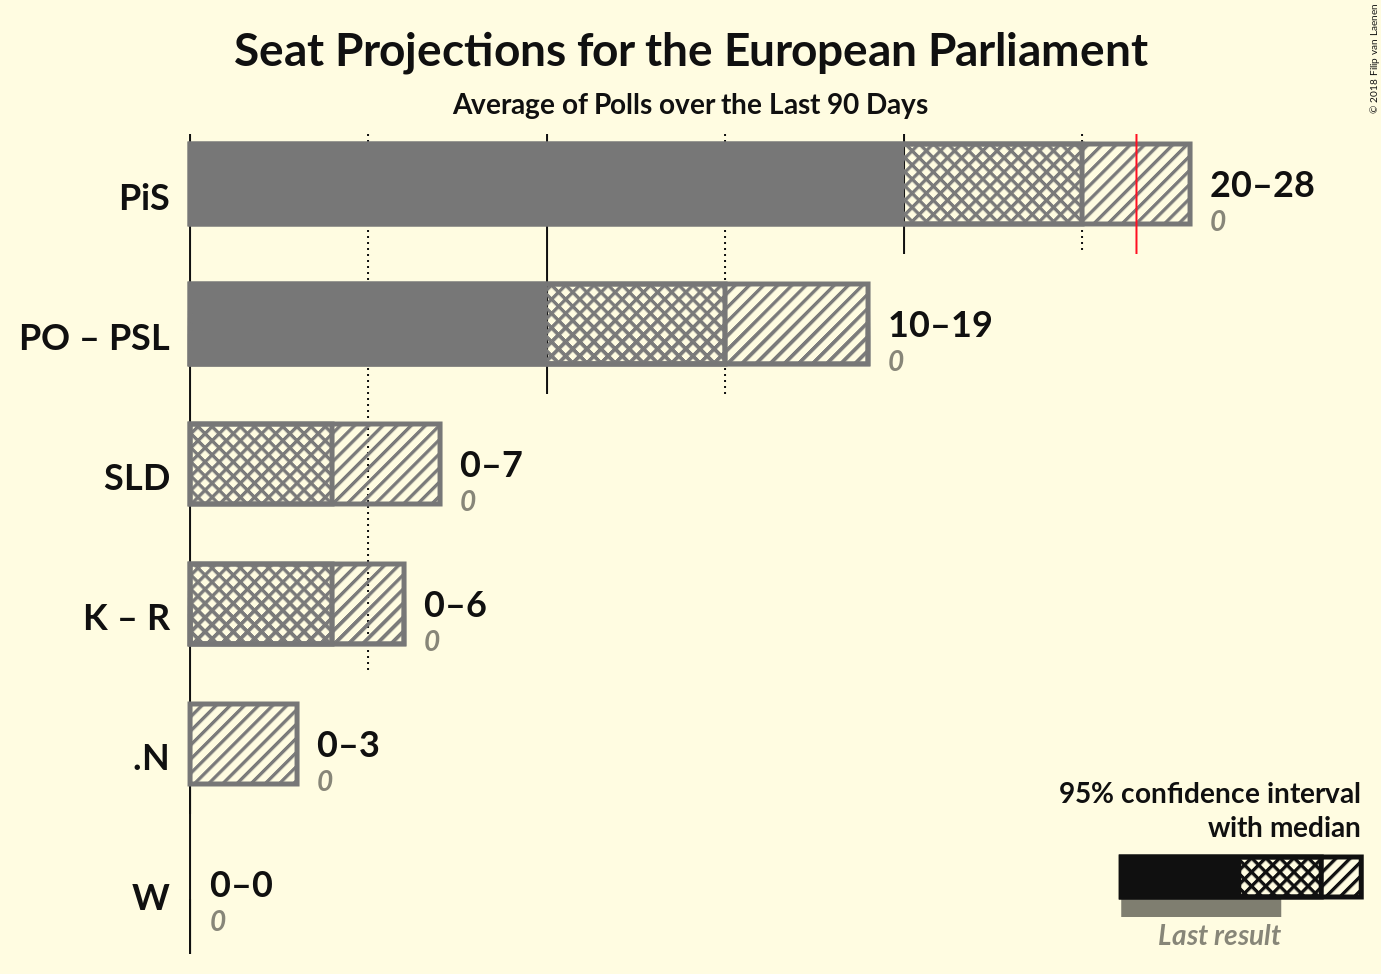 Seat Projections for the European Parliament
Average of Polls over the Last 90 Days
© 2018 Filip van Laenen
PiS
20–28
0
PO – PSL
10–19
0
SLD
0–7
0
K – R
0–6
0
.N
0–3
0
W
0–0
0
95% confidence interval
with median
Last result